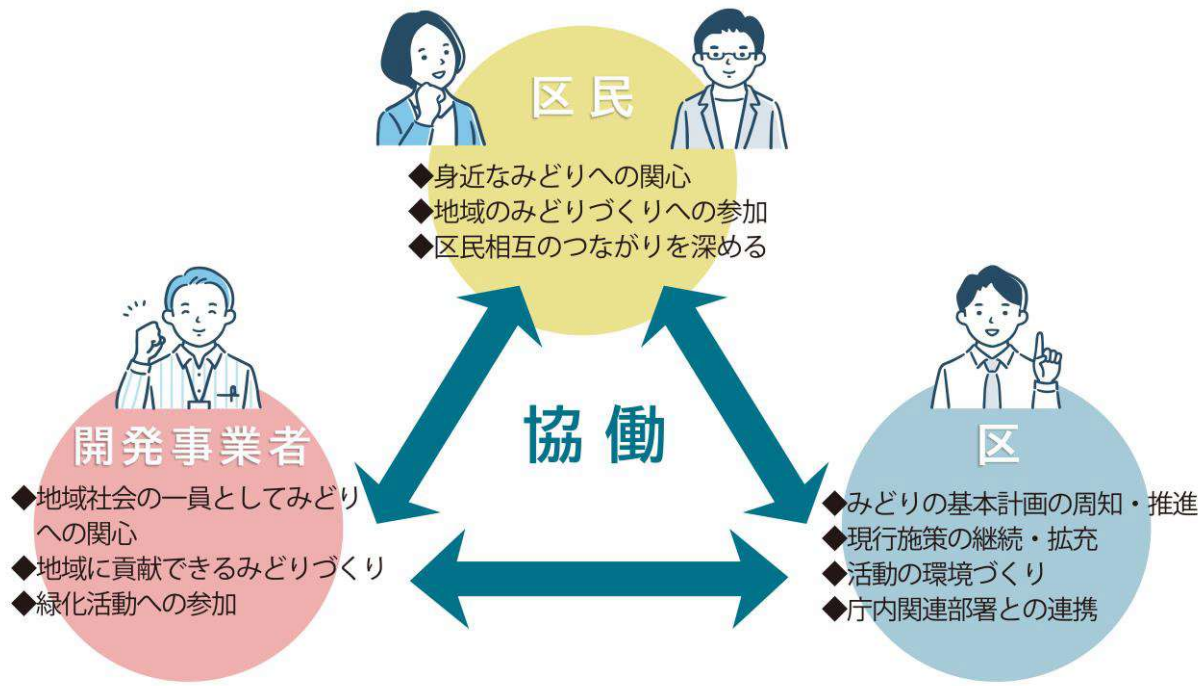 区民
◆身近なみどりへの関心
◆地域のみどりづくりへの参加
◆区民相互のつながりを深める
協働
開発事業者
◆地域社会の一員としてみどり
への関心
◆地域に貢献できるみどりづくり
◆緑化活動への参加
区
◆みどりの基本計画の周知・推進
◆現行施策の継続・拡充
◆活動の環境づくり
◆庁内関連部署との連携